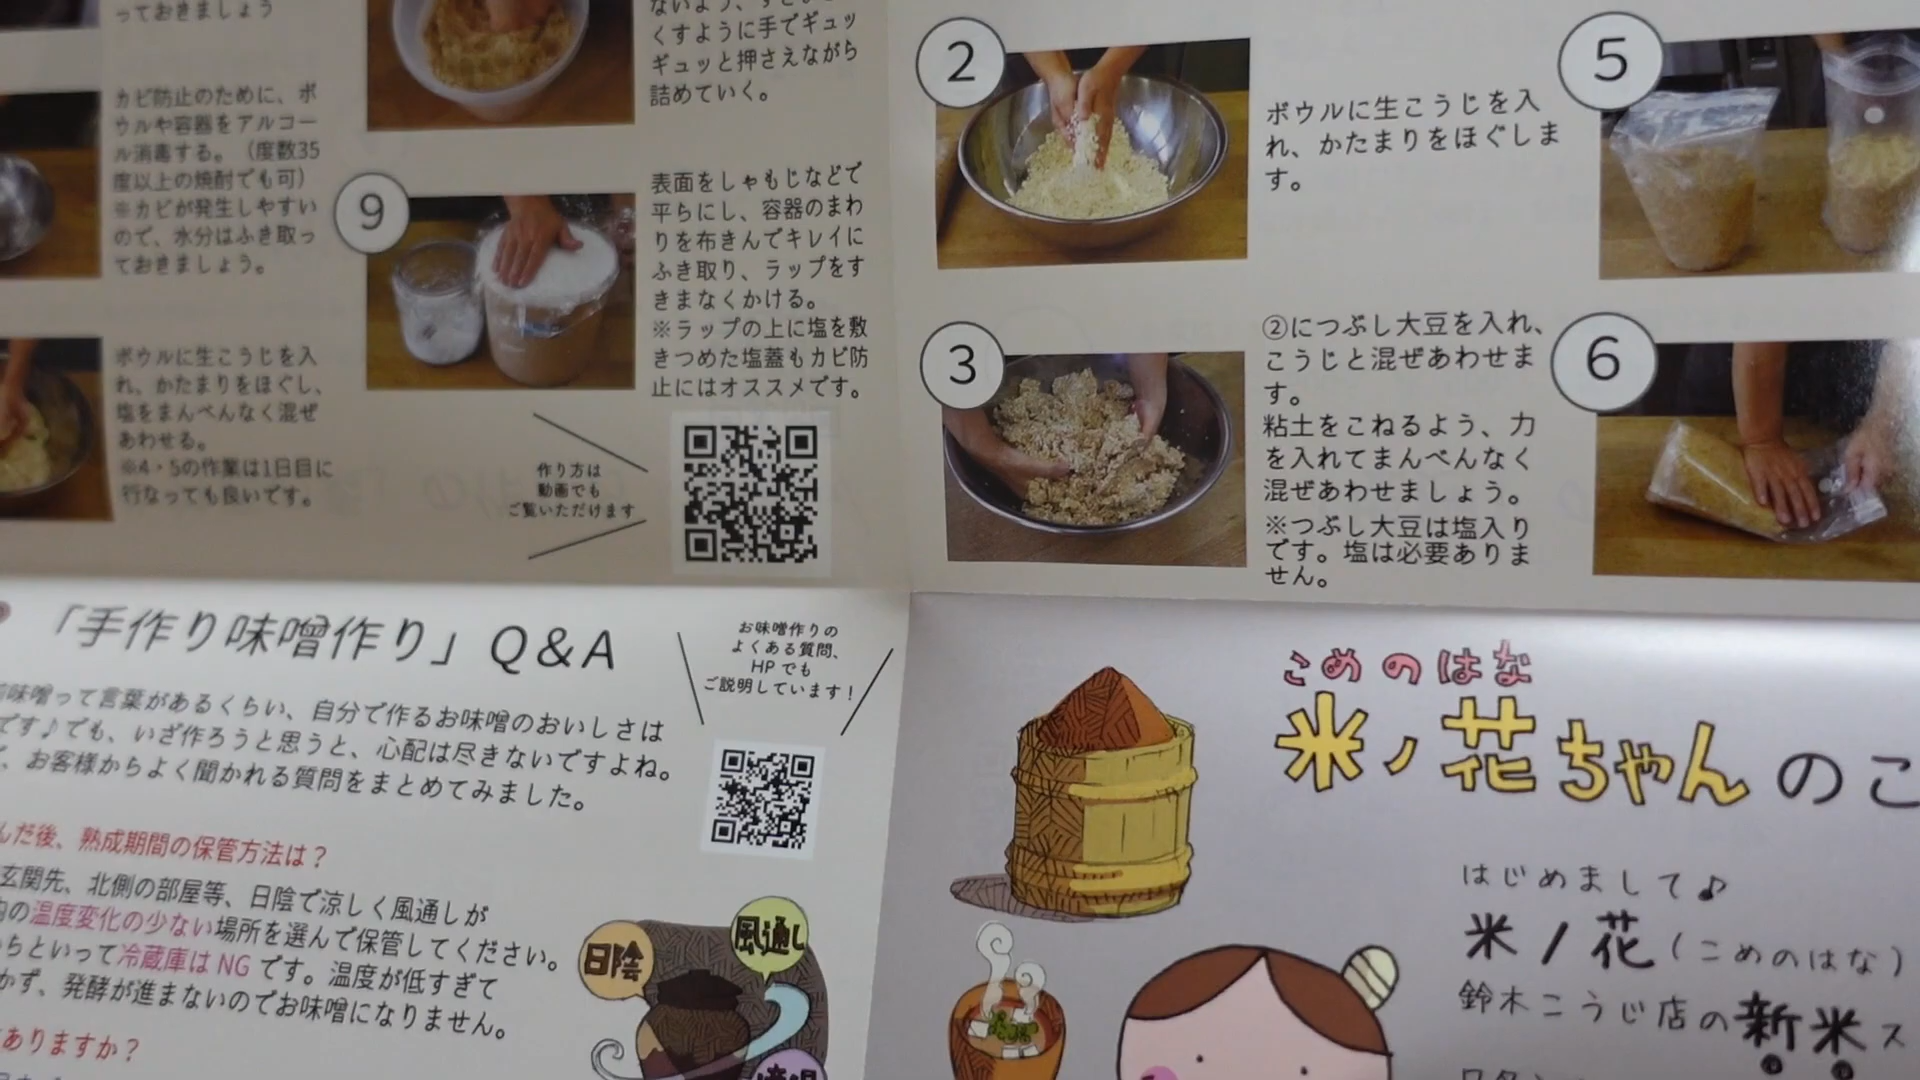 っておきましょう
カビ防止のために、ボ
ウルや容器をアルコー
ル消毒する。（度数35
度以上の焼酎でも可）
※カビが発生しやすい
ので、水分はふき取っ
ておきましょう。
ボウルに生こうじを入
れ、かたまりをほぐし、
塩をまんべんなく混ぜ
あわせる。
※4・5の作業は1日目に
行なっても良いです。
くすように手でギュッ
ギュッと押さえながら
詰めていく。
9
表面をしゃもじなどで
平らにし、容器のまわ
りを布きんでキレイに
ふき取り、ラップをす
きまなくかける。
※ラップの上に塩を敷
きつめた塩蓋もカビ防
止にはオススメです。
作り方は
動画でも
ご覧いただけます
2
ボウルに生こうじを入
れ、かたまりをほぐしま
す。
3
②につぶし大豆を入れ、
こうじと混ぜあわせま
す。
粘土をこねるよう、力
を入れてまんべんなく
混ぜあわせましょう。
※つぶし大豆は塩入り
です。塩は必要ありま
せん。
5
6
「手作り味噌作り」Q&A
お味噌作りの
よくある質問、
HPでも
ご説明しています！
味噌って言葉があるくらい、自分で作るお味噌のおいしさは
です♪でも、いざ作ろうと思うと、心配は尽きないですよね。
、お客様からよく聞かれる質問をまとめてみました。
んだ後、熟成期間の保管方法は？
玄関先、北側の部屋等、日陰で涼しく風通しが
の温度変化の少ない場所を選んで保管してください。
らといって冷蔵庫はNGです。温度が低すぎて
かず、発酵が進まないのでお味噌になりません。
ありますか？
日陰
風通し
こめのはな
米ノ花ちゃんのこ
はじめまして♪
米ノ花（こめのはな）
鈴木こうじ店の新米ス